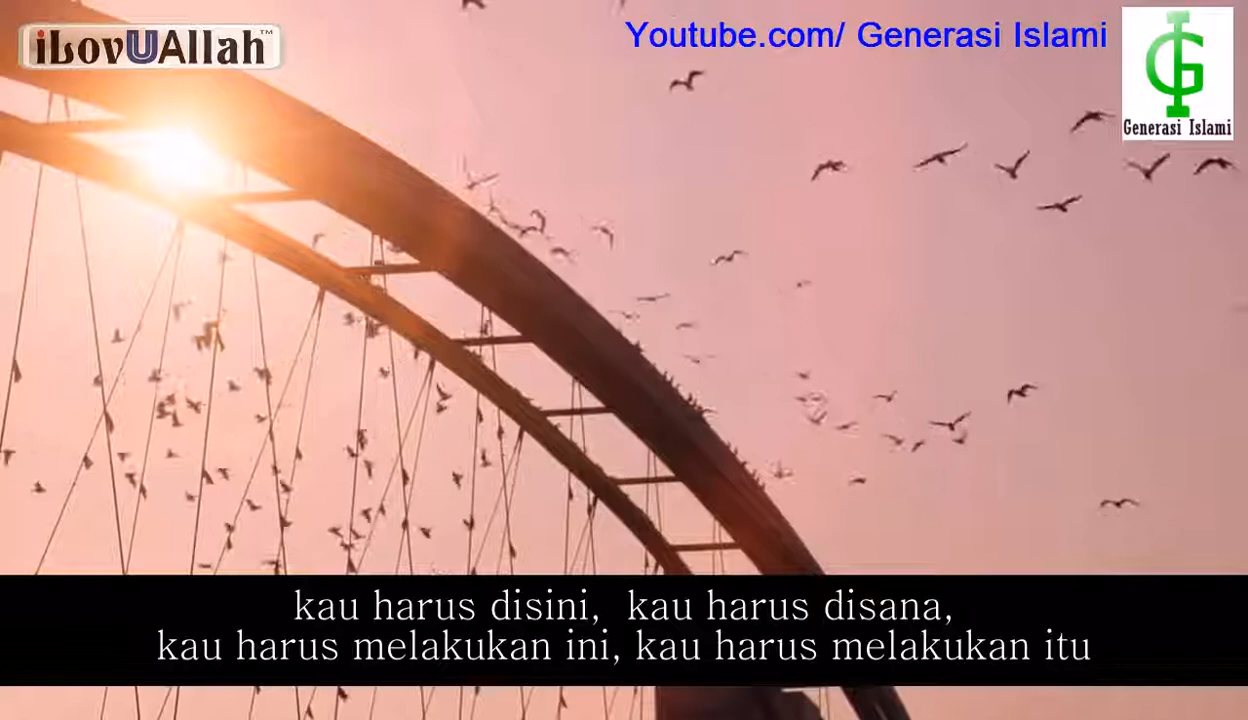 iLovUAllah™
Youtube.com/ Generasi Islami
IG
Generasi Islami
kau harus disini,  kau harus disana,
kau harus melakukan ini, kau harus melakukan itu